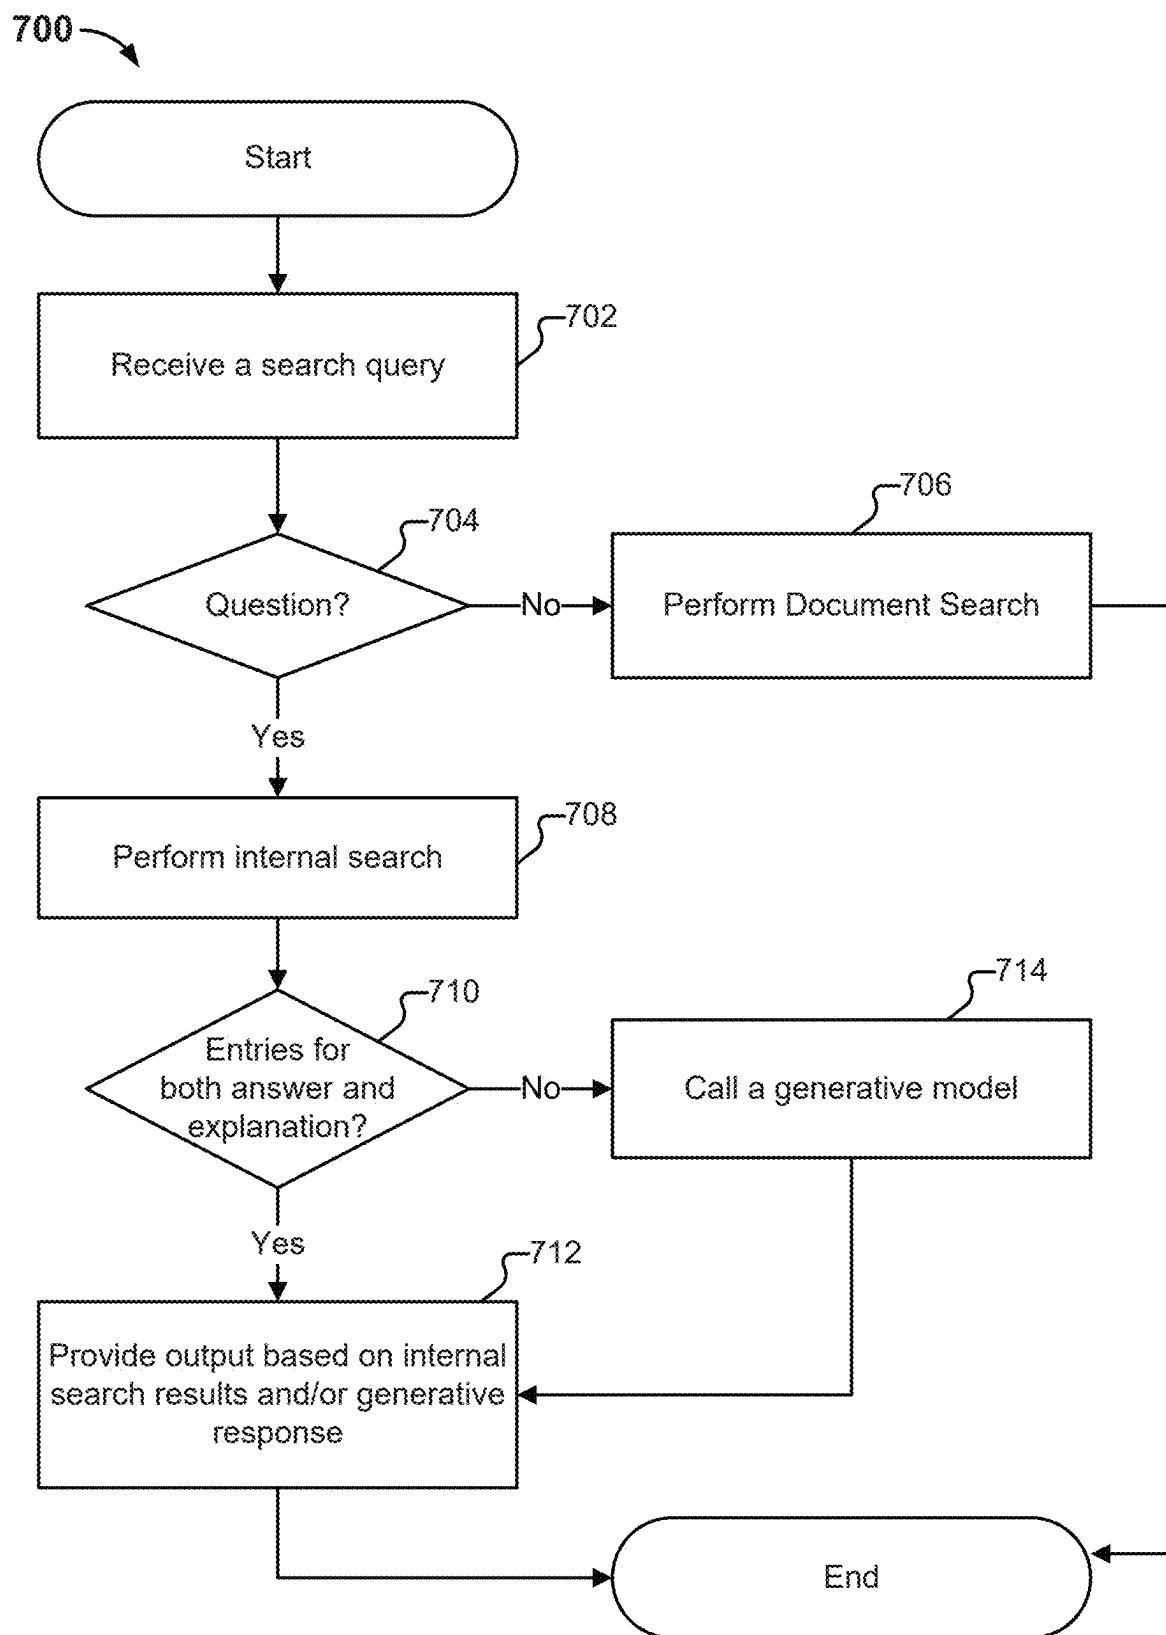 700
Start
702
Receive a search query
704
706
Question?
No
Perform Document Search
Yes
708
Perform internal search
710
714
Entries for
both answer and
explanation?
No
Call a generative model
Yes
712
Provide output based on internal
search results and/or generative
response
End